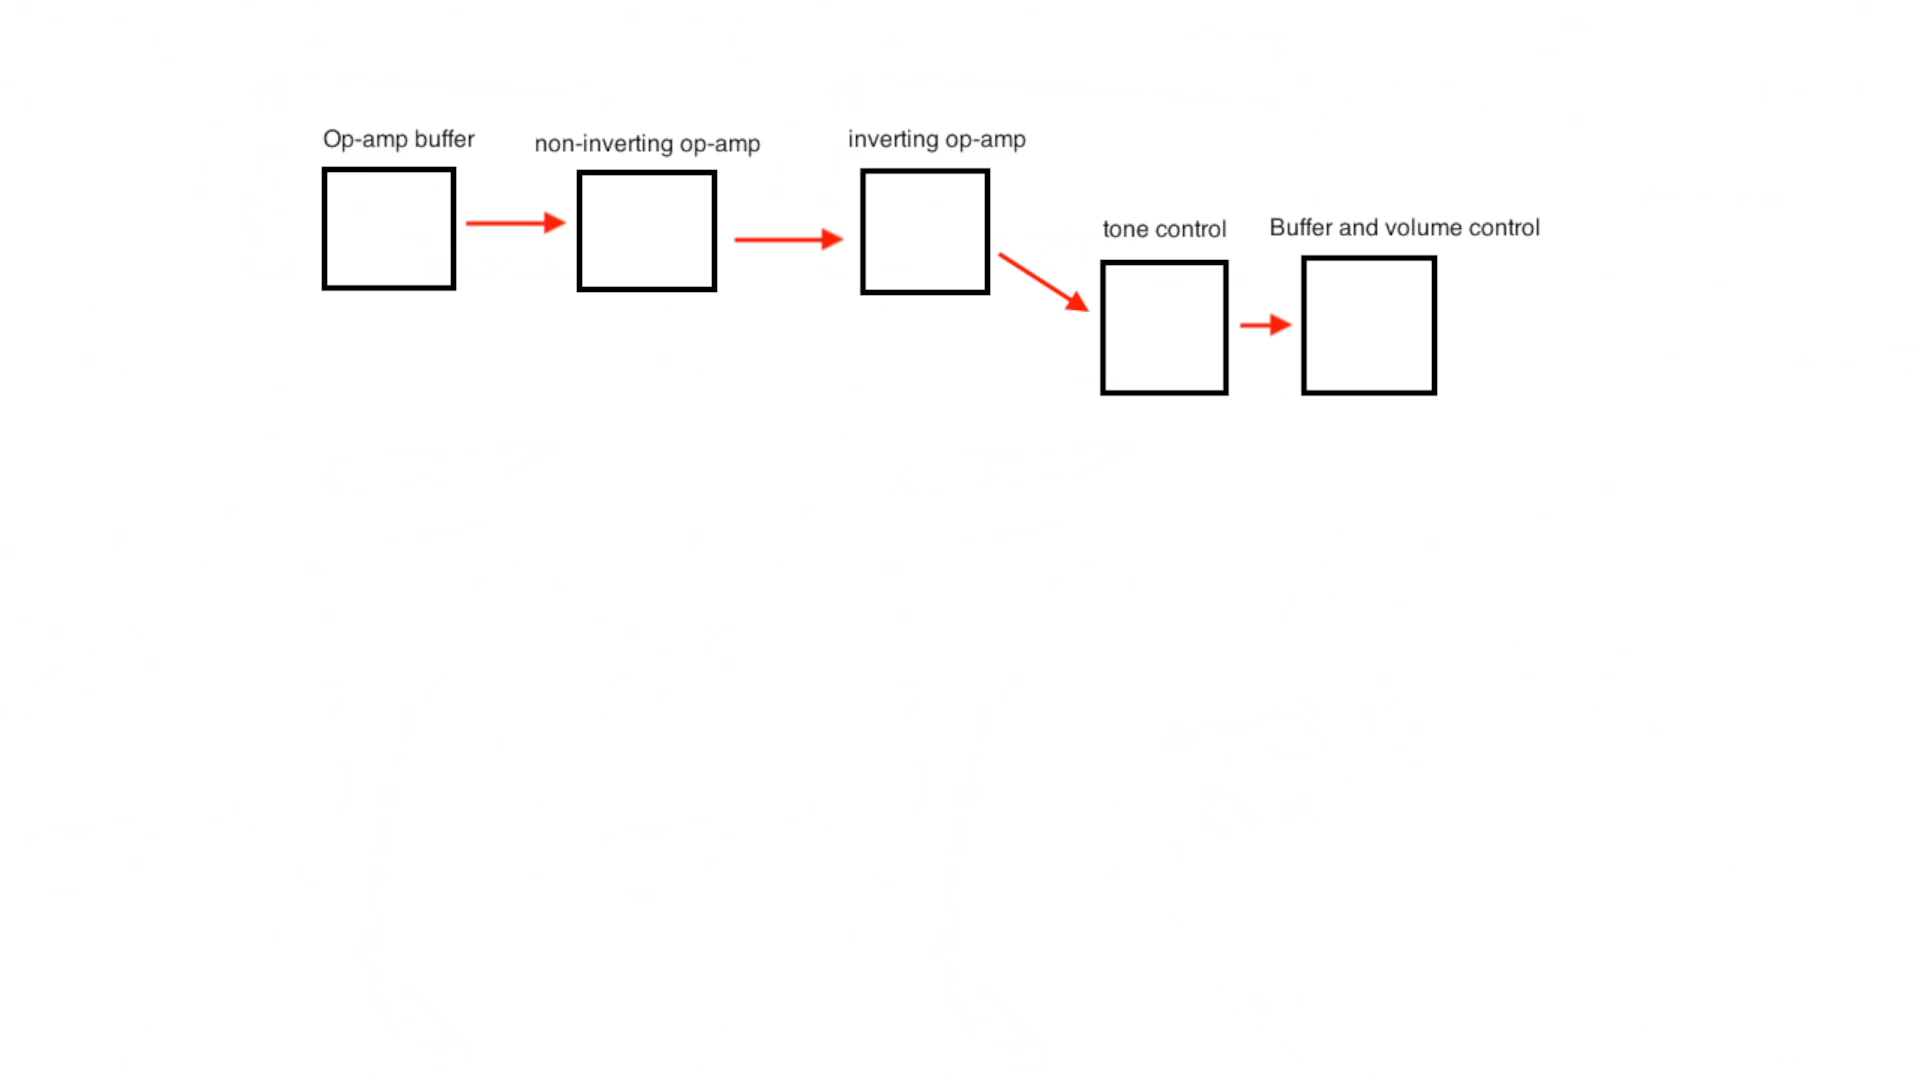 Op-amp buffer
non-inverting op-amp
inverting op-amp
tone control
Buffer and volume control